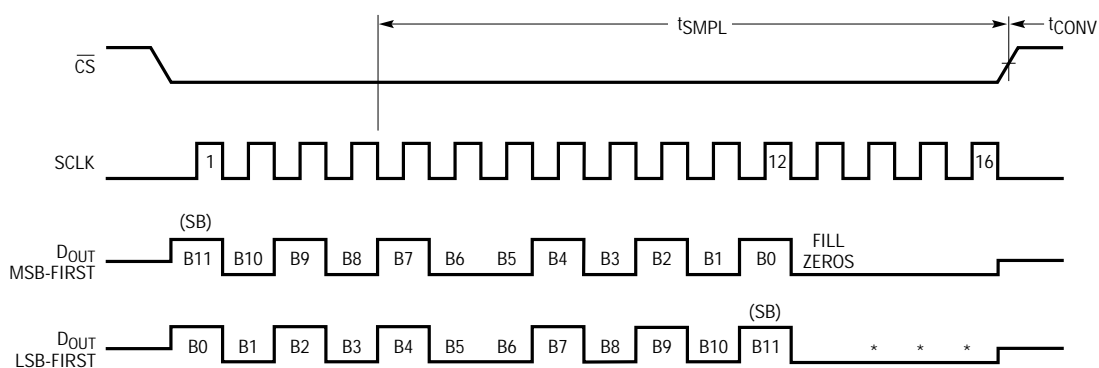 tSMPL tCONV
CS
SCLK 1 12 16
(SB)
DOUT
MSB-FIRST
B11 B10 B9 B8 B7 B6 B5 B4 B3 B2 B1 B0
FILL
ZEROS
(SB)
DOUT
LSB-FIRST
B0 B1 B2 B3 B4 B5 B6 B7 B8 B9 B10 B11 * * *